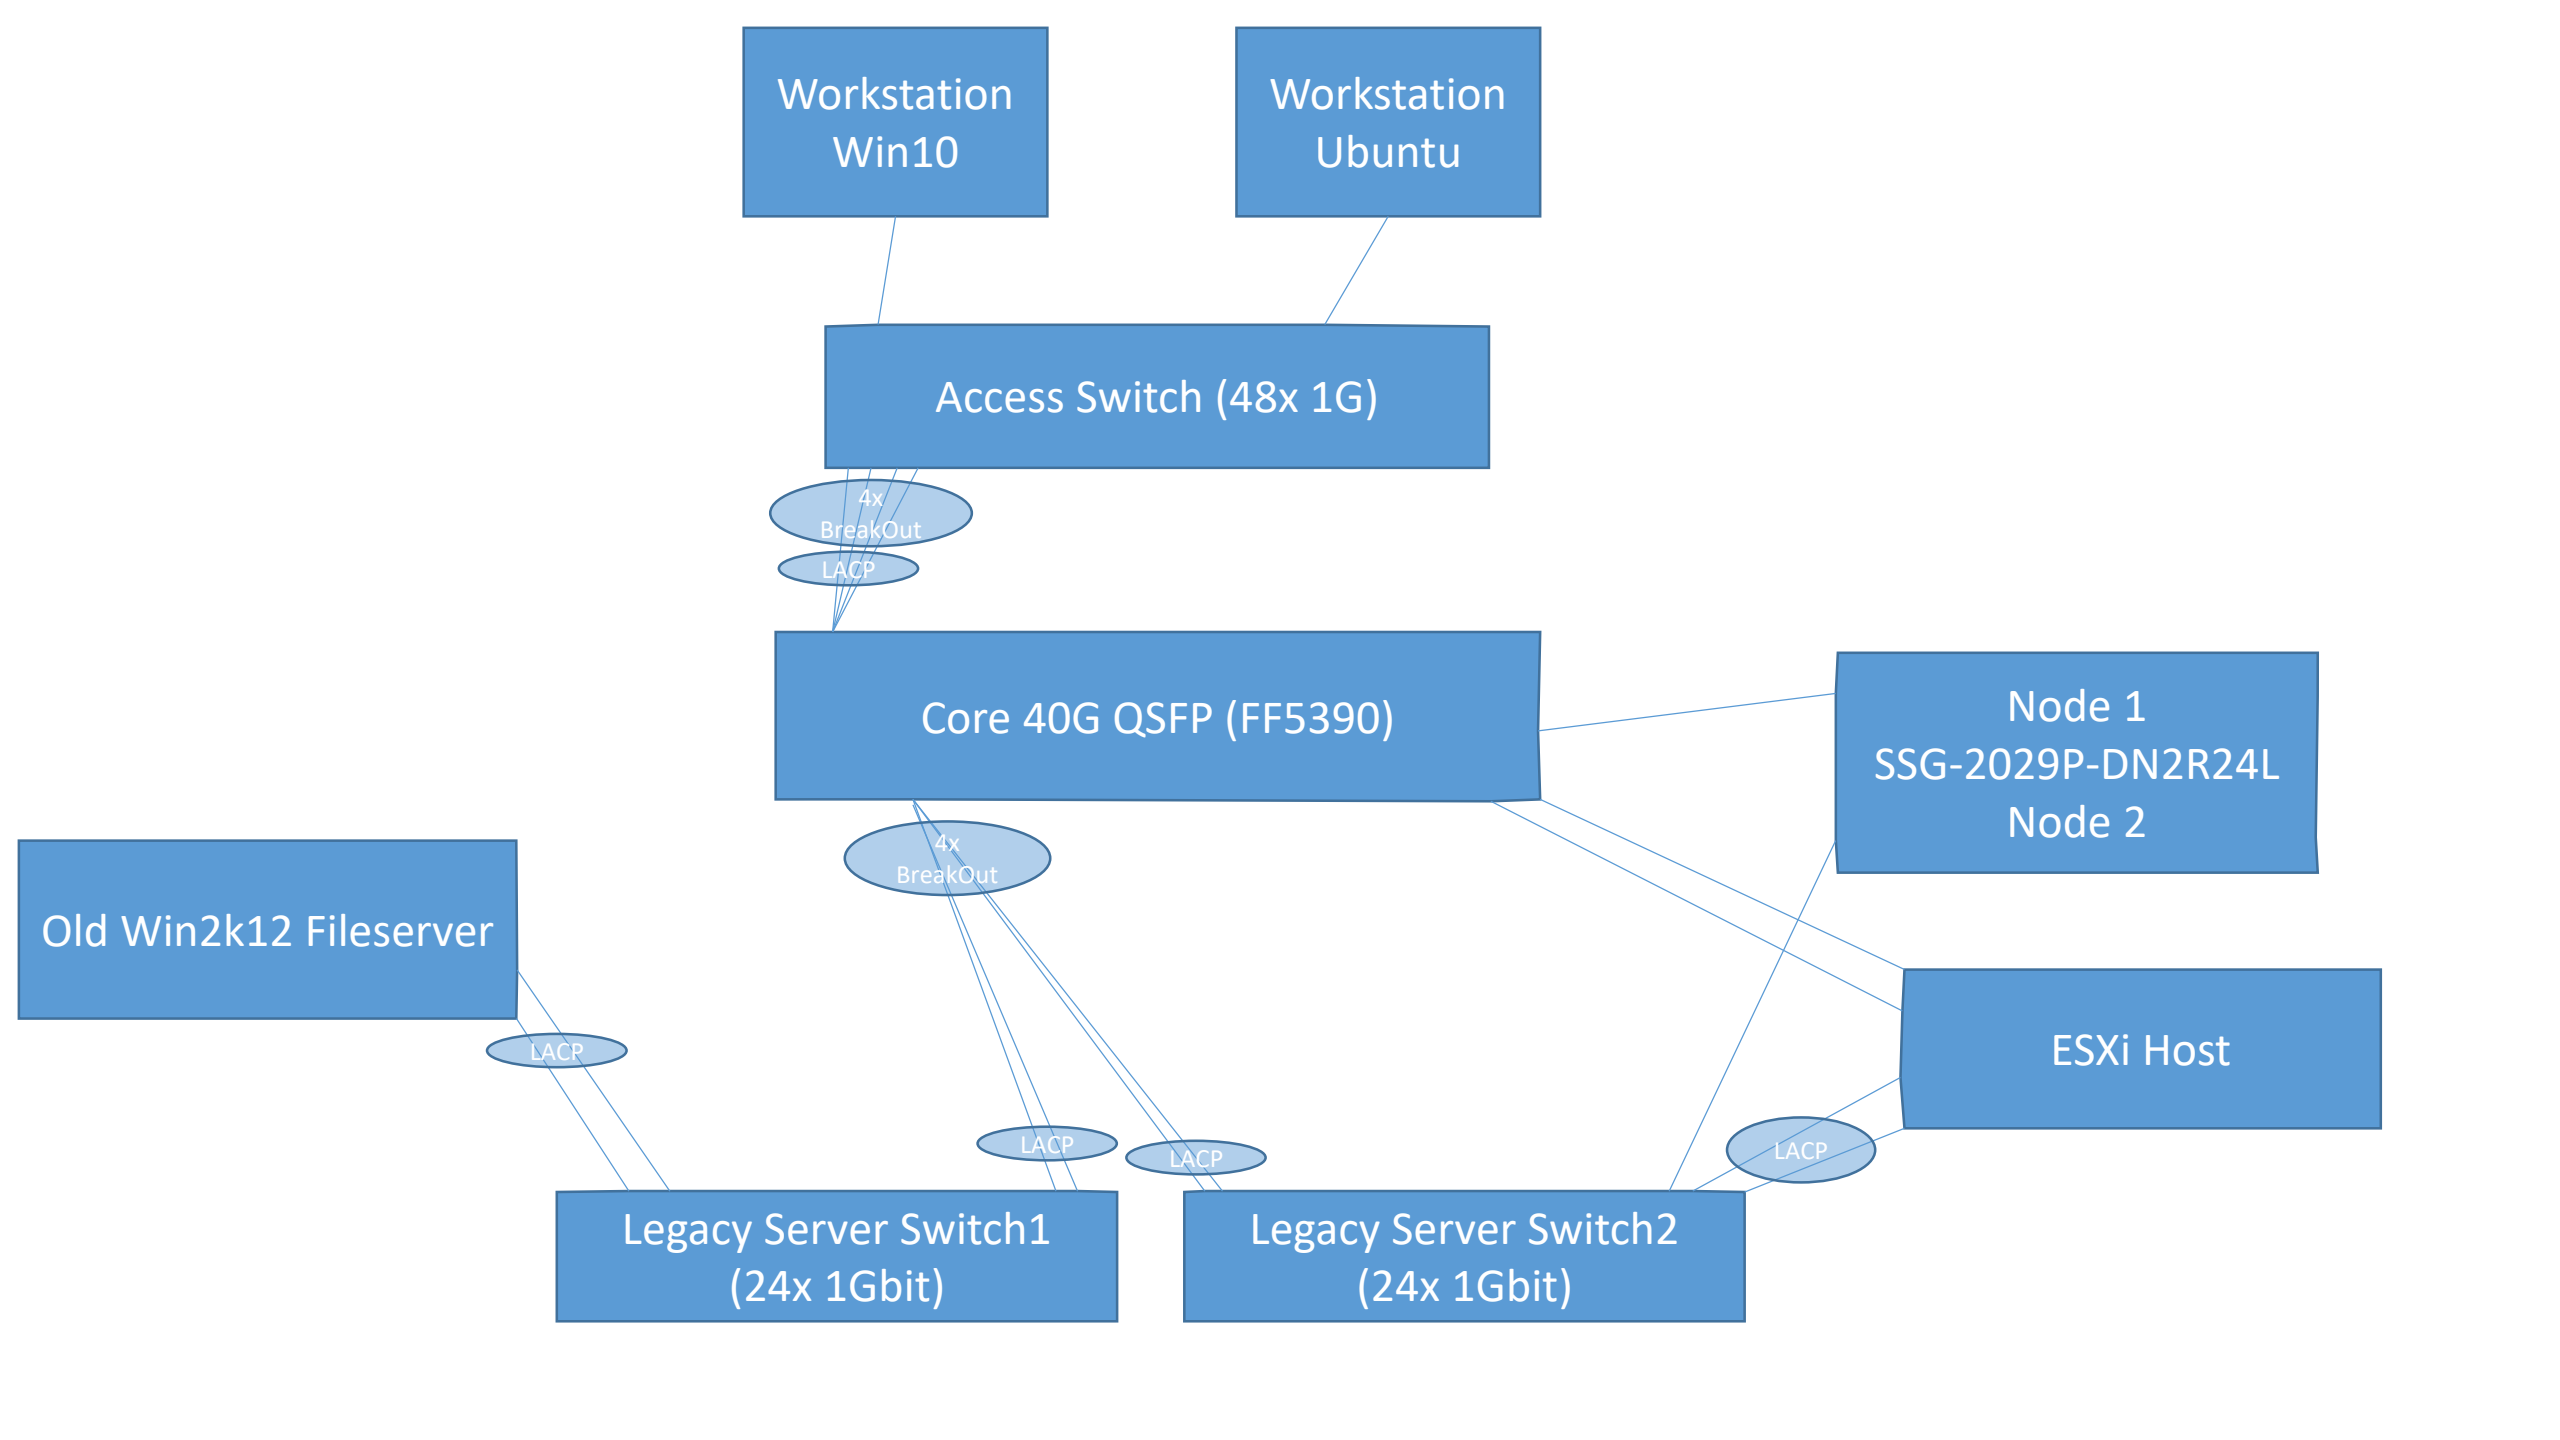 Workstation
Win10
Workstation
Ubuntu
Access Switch (48x 1G)
4x
BreakOut
LACP
Core 40G QSFP (FF5390)
Node 1
SSG-2029P-DN2R24L
Node 2
4x
BreakOut
Old Win2k12 Fileserver
LACP
ESXi Host
LACP
LACP
LACP
Legacy Server Switch1
(24x 1Gbit)
Legacy Server Switch2
(24x 1Gbit)